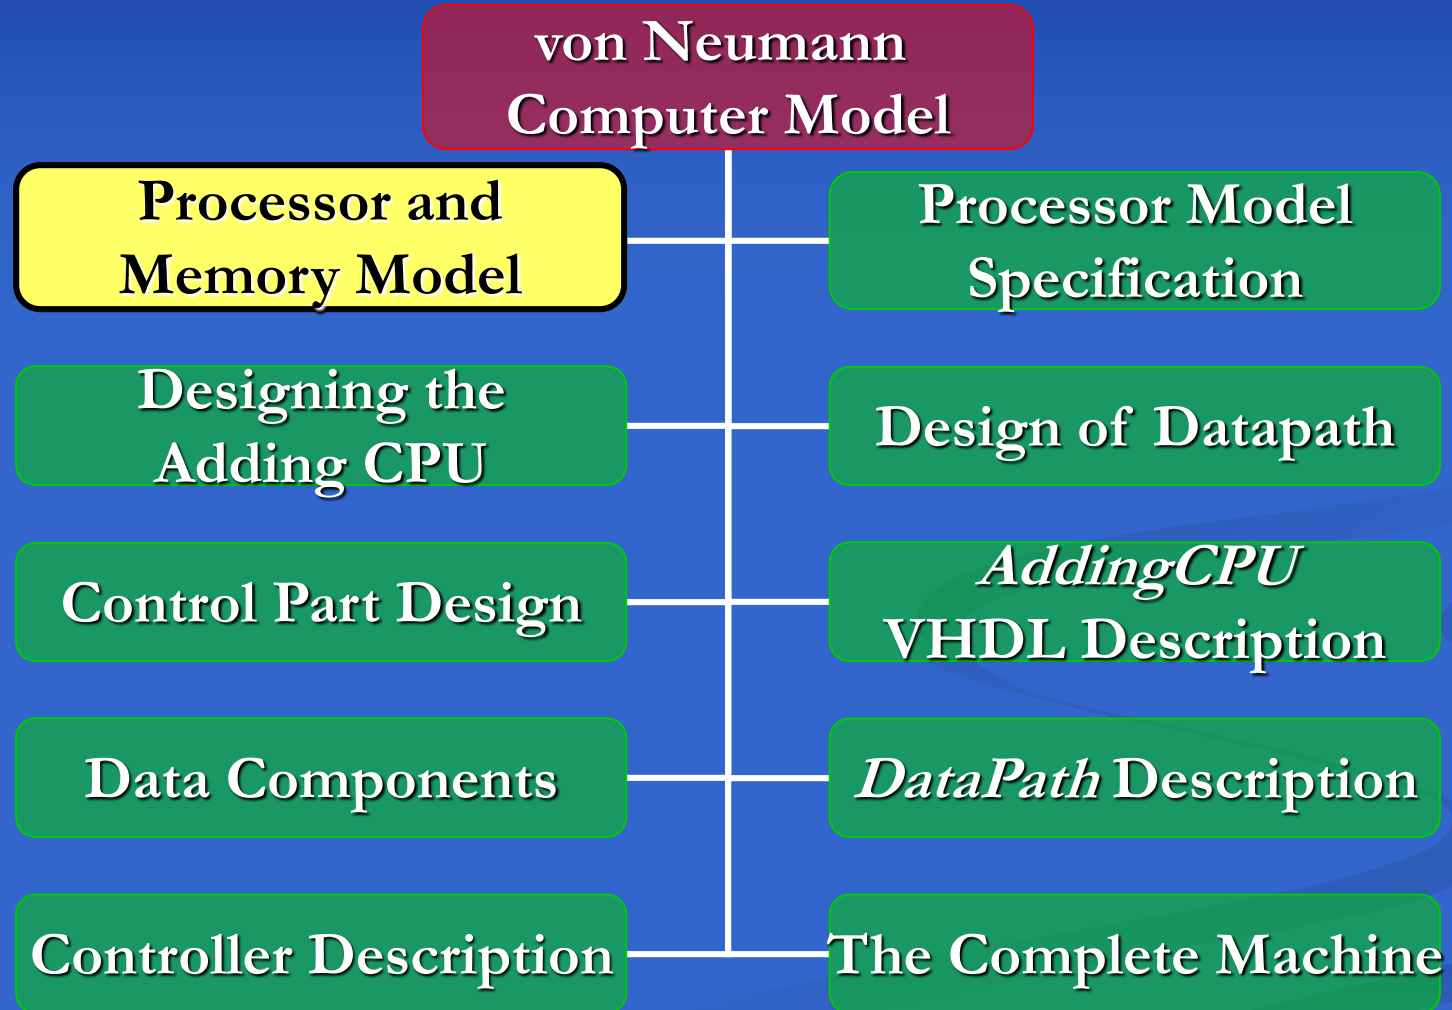 von Neumann
Computer Model
Processor and
Memory Model
Processor Model
Specification
Designing the
Adding CPU
Design of Datapath
Control Part Design
AddingCPU
VHDL Description
Data Components
DataPath Description
Controller Description
The Complete Machine